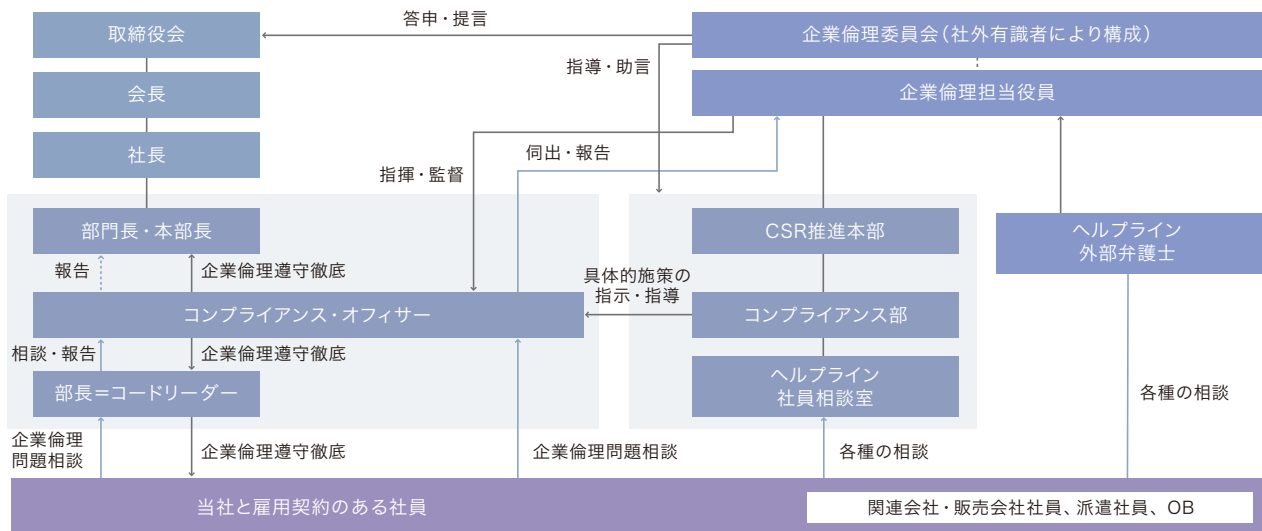 取締役会
答申・提言
企業倫理委員会(社外有識者により構成)
指導・助言
会長
企業倫理担当役員
社長
指揮・監督
伺出・報告
部門長・本部長
CSR推進本部
ヘルプライン
外部弁護士
報告
企業倫理遵守徹底
具体的施策の
指示・指導
コンプライアンス・オフィサー
コンプライアンス部
相談・報告
企業倫理遵守徹底
部長=コードリーダー
ヘルプライン
社員相談室
各種の相談
企業倫理
問題相談
企業倫理遵守徹底
企業倫理問題相談
各種の相談
当社と雇用契約のある社員
関連会社・販売会社社員、派遣社員、OB